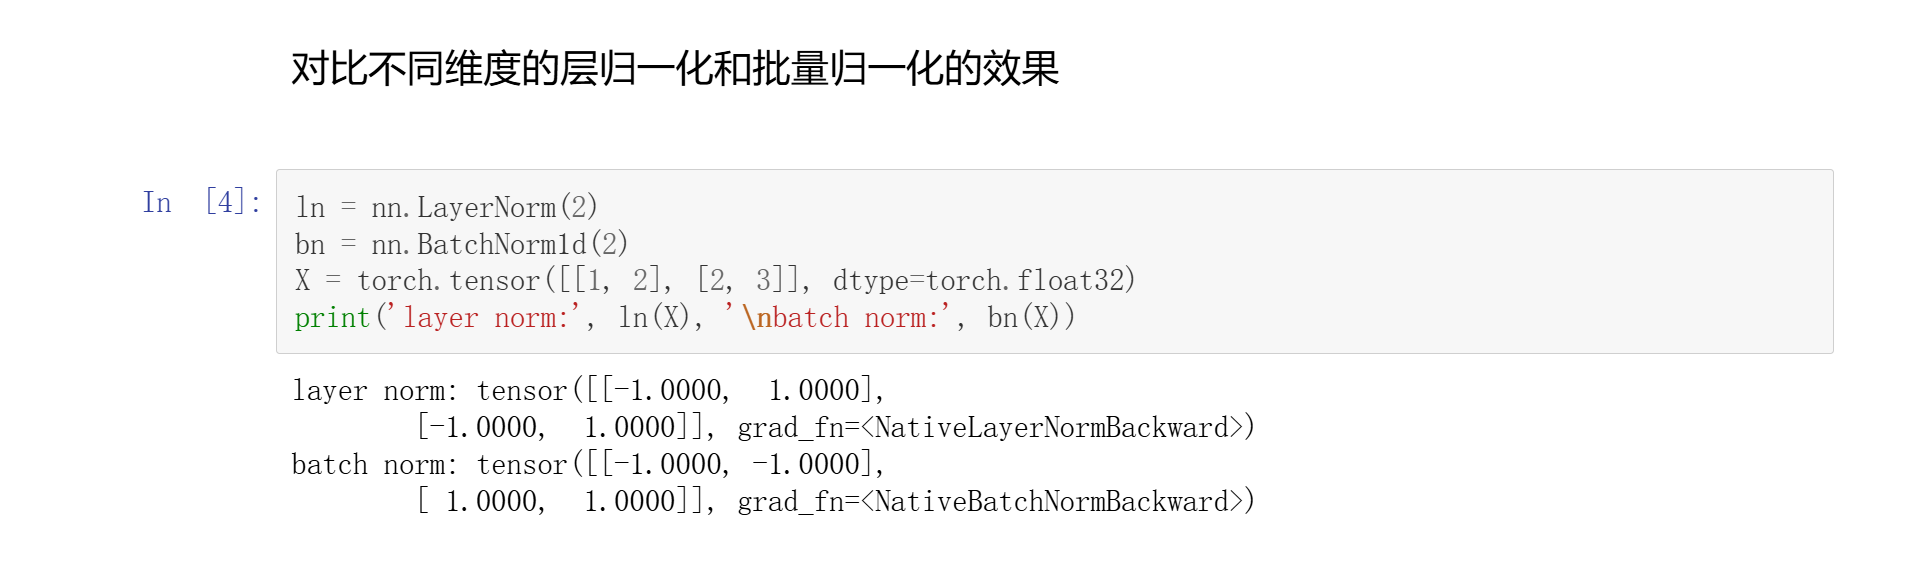 对比不同维度的层归一化和批量归一化的效果
In [4]:
ln = nn.LayerNorm(2)
bn = nn.BatchNorm1d(2)
X = torch.tensor([[1, 2], [2, 3]], dtype=torch.float32)
print('layer norm:', ln(X), '\nbatch norm:', bn(X))
layer norm: tensor([[-1.0000,  1.0000],
        [-1.0000,  1.0000]], grad_fn=<NativeLayerNormBackward>)
batch norm: tensor([[-1.0000, -1.0000],
        [ 1.0000,  1.0000]], grad_fn=<NativeBatchNormBackward>)